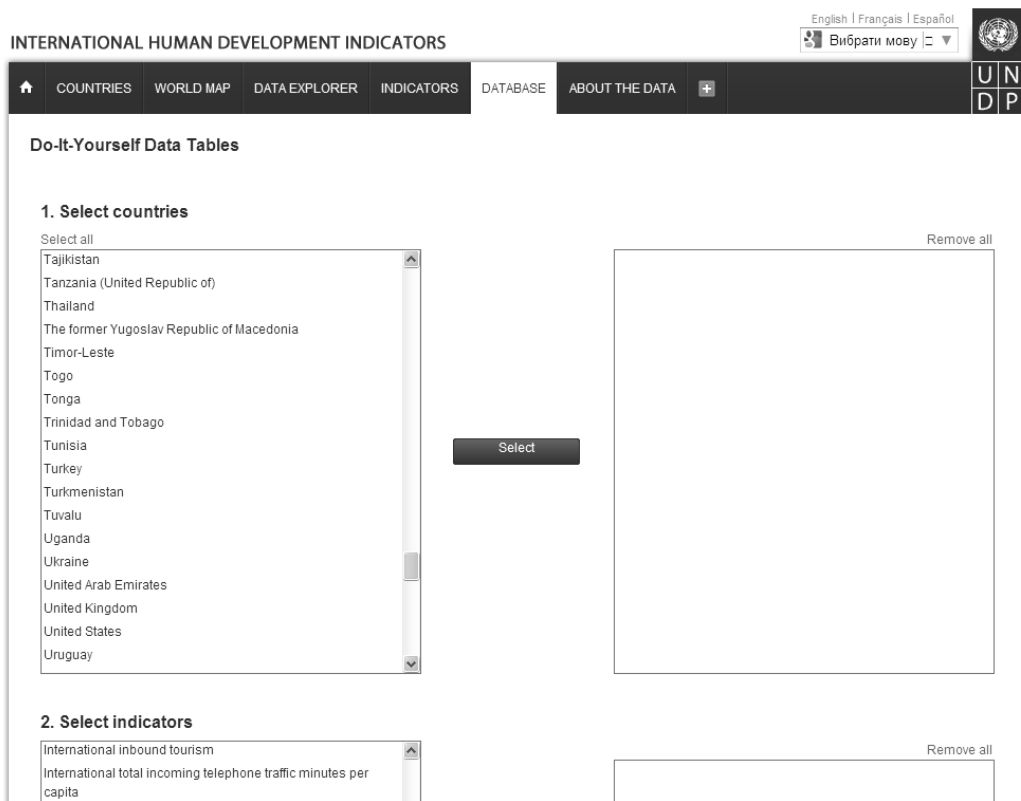 English | Français | Español
INTERNATIONAL HUMAN DEVELOPMENT INDICATORS
Вибрати мову
COUNTRIES WORLD MAP DATA EXPLORER INDICATORS DATABASE ABOUT THE DATA
U N
D P
Do-It-Yourself Data Tables
1. Select countries
Select all
Remove all
Tajikistan
Tanzania (United Republic of)
Thailand
The former Yugoslav Republic of Macedonia
Timor-Leste
Togo
Tonga
Trinidad and Tobago
Tunisia
Turkey
Turkmenistan
Tuvalu
Uganda
Ukraine
United Arab Emirates
United Kingdom
United States
Uruguay
Select
2. Select indicators
Remove all
International inbound tourism
International total incoming telephone traffic minutes per
capita